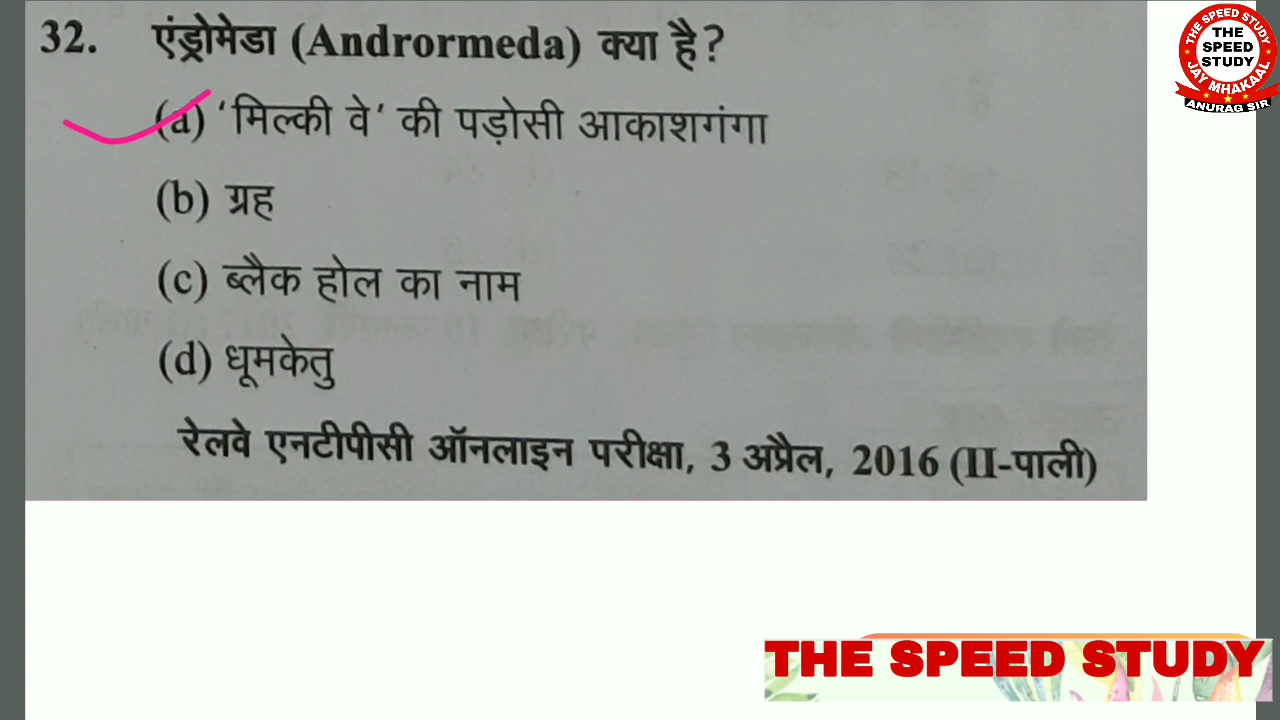 32. एंड्रोमेडा (Andrormeda) क्या है?
(a) 'मिल्की वे' की पड़ोसी आकाशगंगा
(b) ग्रह
(c) ब्लैक होल का नाम
(d) धूमकेतु
रेलवे एनटीपीसी ऑनलाइन परीक्षा, 3 अप्रैल, 2016 (II-पाली)
THE SPEED STUDY
THE
SPEED
STUDY
JAY MHAKAAL
ANURAG SIR
THE SPEED STUDY